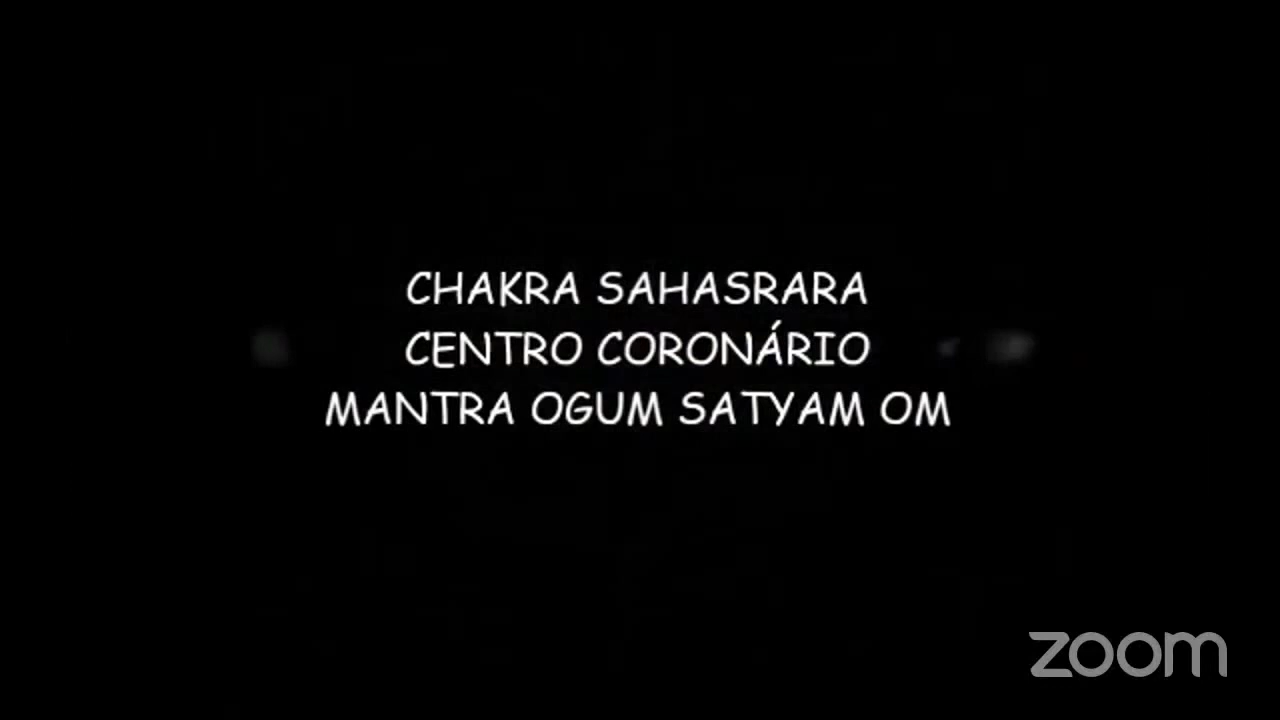 CHAKRA SAHASRARA
CENTRO CORONÁRIO
MANTRA OGUM SATYAM OM
zoom